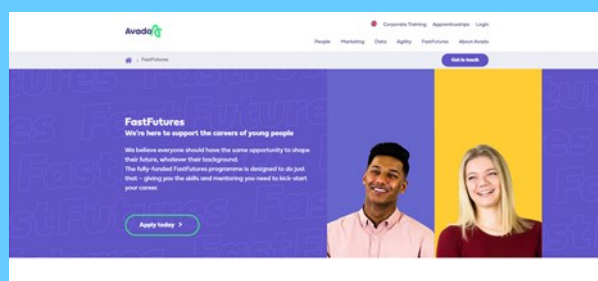 Avado
Corporate Training Apprenticeships Login
People Marketing Data Agility FastFutures About Avado
FastFutures
Get in touch
FastFutures
We're here to support the careers of young people
We believe everyone should have the same opportunity to shape
their future, whatever their background.
The fully-funded FastFutures programme is designed to do just
that – giving you the skills and mentoring you need to kick-start
your career.
Apply today >